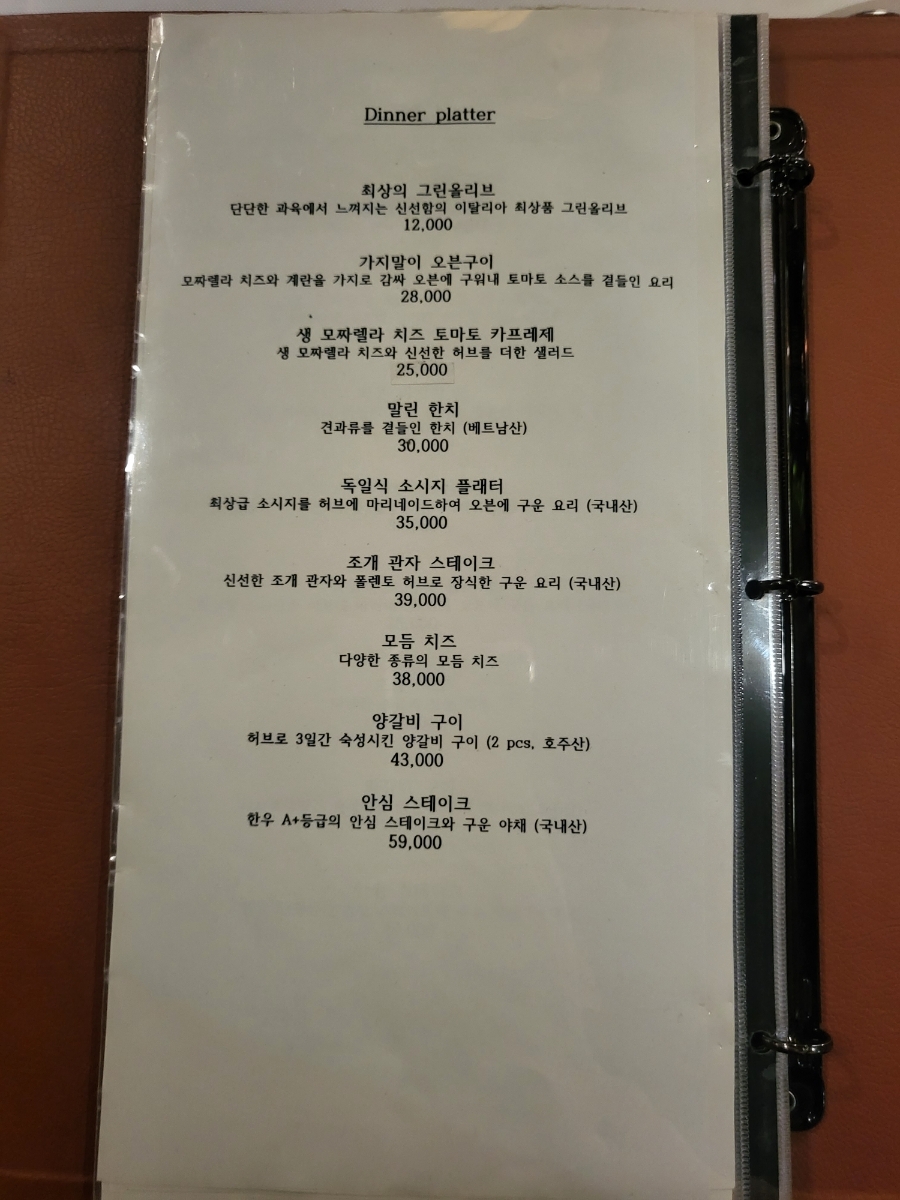 Dinner platter
최상의 그린올리브
단단한 과육에서 느껴지는 신선함의 이탈리아 최상품 그린올리브
12,000
가지말이 오븐구이
모짜렐라 치즈와 계란을 가지로 감싸 오븐에 구워내 토마토 소스를 곁들인 요리
28,000
생 모짜렐라 치즈 토마토 카프레제
생 모짜렐라 치즈와 신선한 허브를 더한 샐러드
25,000
말린 한치
견과류를 곁들인 한치 (베트남산)
30,000
독일식 소시지 플래터
최상급 소시지를 허브에 마리네이드하여 오븐에 구운 요리 (국내산)
35,000
조개 관자 스테이크
신선한 조개 관자와 폴렌토 허브로 장식한 구운 요리 (국내산)
39,000
모듬 치즈
다양한 종류의 모듬 치즈
38,000
양갈비 구이
허브로 3일간 숙성시킨 양갈비 구이 (2 pcs, 호주산)
43,000
안심 스테이크
한우 A+등급의 안심 스테이크와 구운 야채 (국내산)
59,000